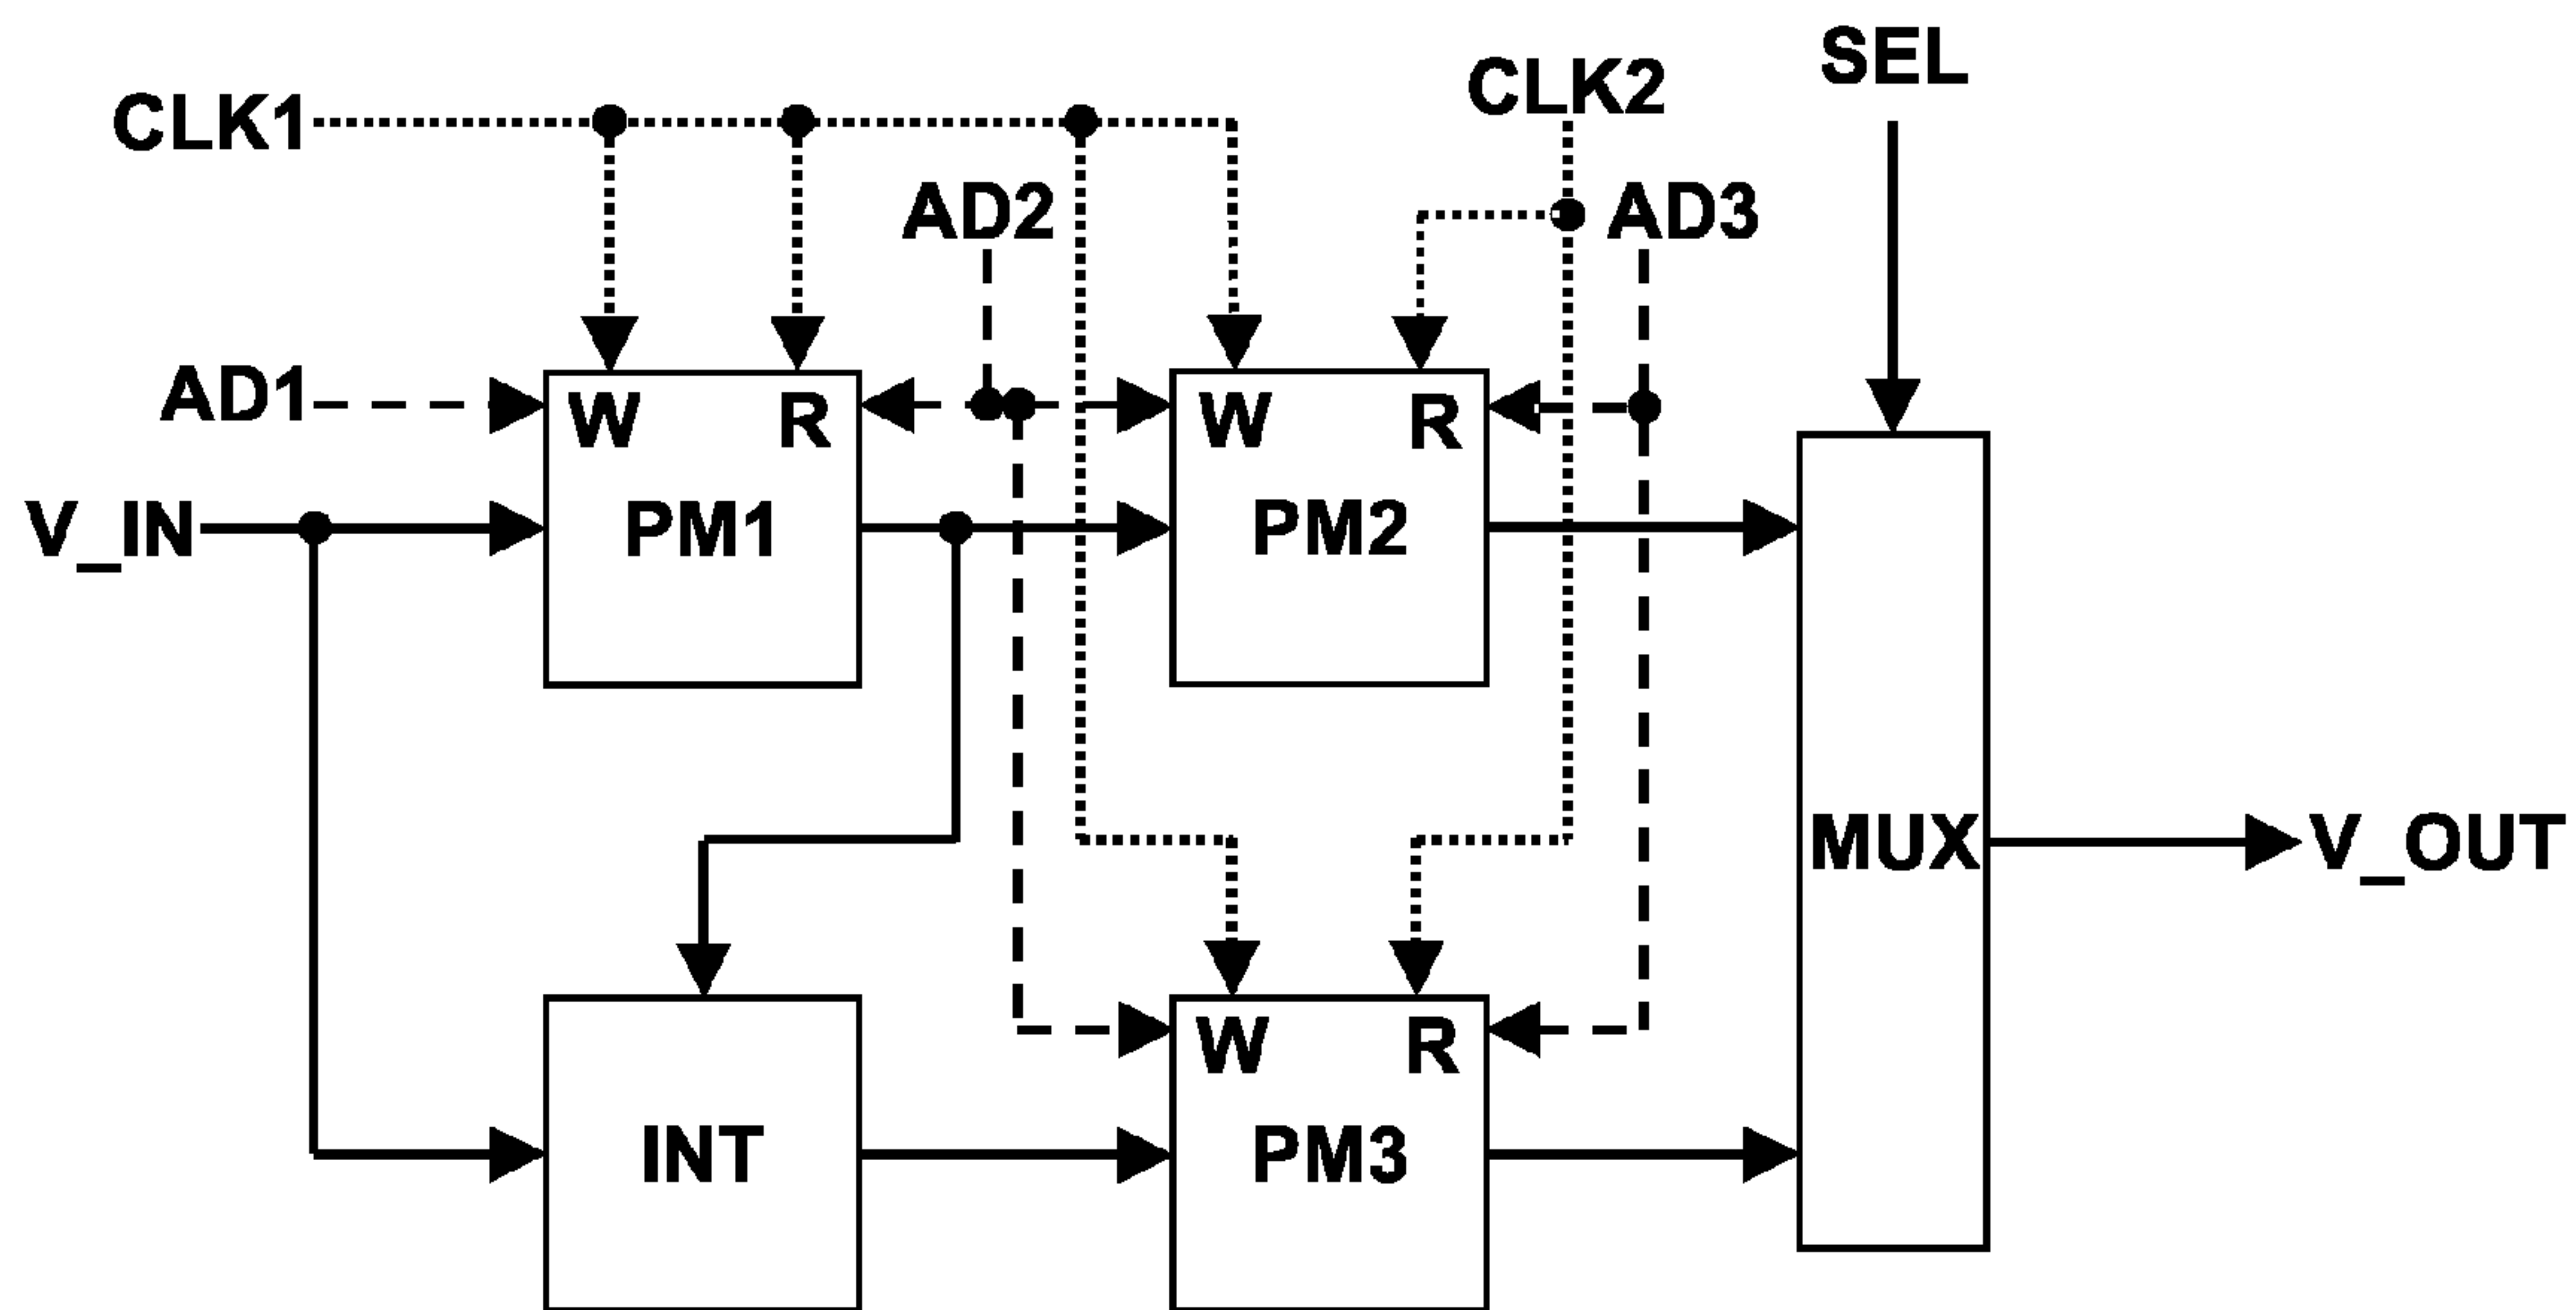 SEL
CLK2
CLK1
AD2
AD3
AD1
W R
W R
V_IN
PM1
PM2
MUX
V_OUT
W R
INT
PM3